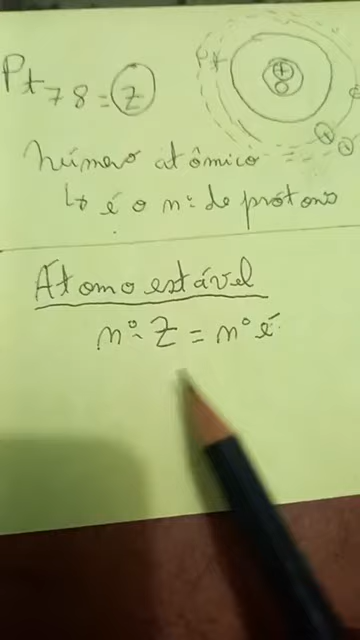 Pt 78 = Z
Número atômico
↳ é o nº de prótons
Átomo estável
nº Z = nº é